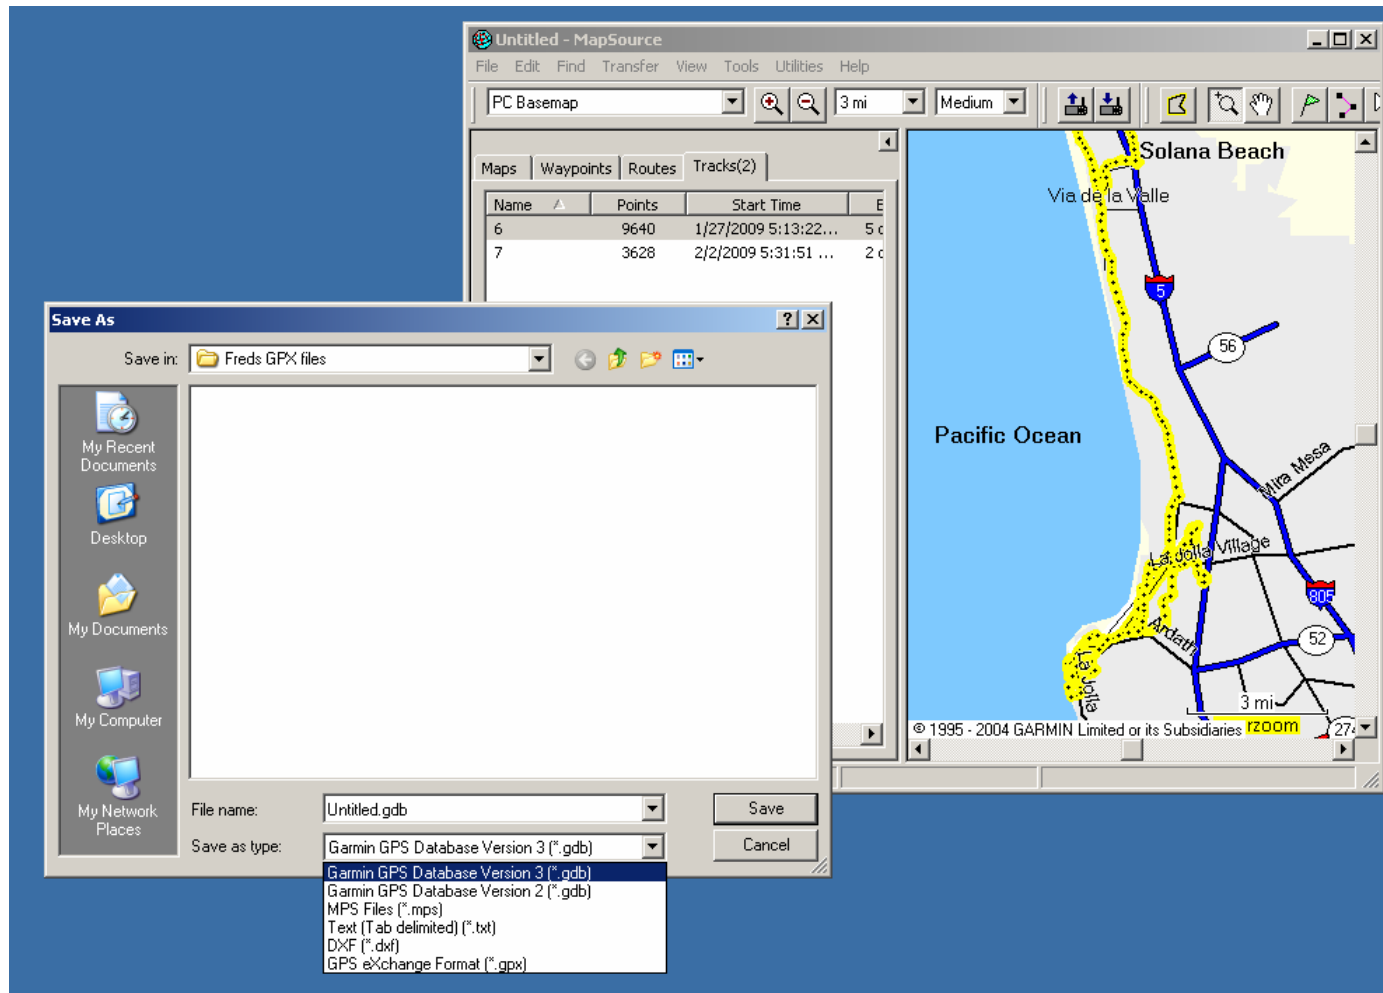 Untitled - MapSource
File Edit Find Transfer View Tools Utilities Help
PC Basemap 3 mi Medium
Maps Waypoints Routes Tracks(2)
Name Points Start Time E
6 9640 1/27/2009 5:13:22... 5 d
7 3628 2/2/2009 5:31:51 ... 2 d
Solana Beach
Via de la Valle
5
56
Pacific Ocean
Mira Mesa
La Jolla Village
805
Ardath
52
La Jolla
3 mi
© 1995 - 2004 GARMIN Limited or its Subsidiaries
rzoom
274
Save As
Save in: Freds GPX files
My Recent
Documents
Desktop
My Documents
My Computer
My Network
Places
File name: Untitled.gdb Save
Save as type: Garmin GPS Database Version 3 (*.gdb) Cancel
Garmin GPS Database Version 3 (*.gdb)
Garmin GPS Database Version 2 (*.gdb)
MPS Files (*.mps)
Text (Tab delimited) (*.txt)
DXF (*.dxf)
GPS eXchange Format (*.gpx)